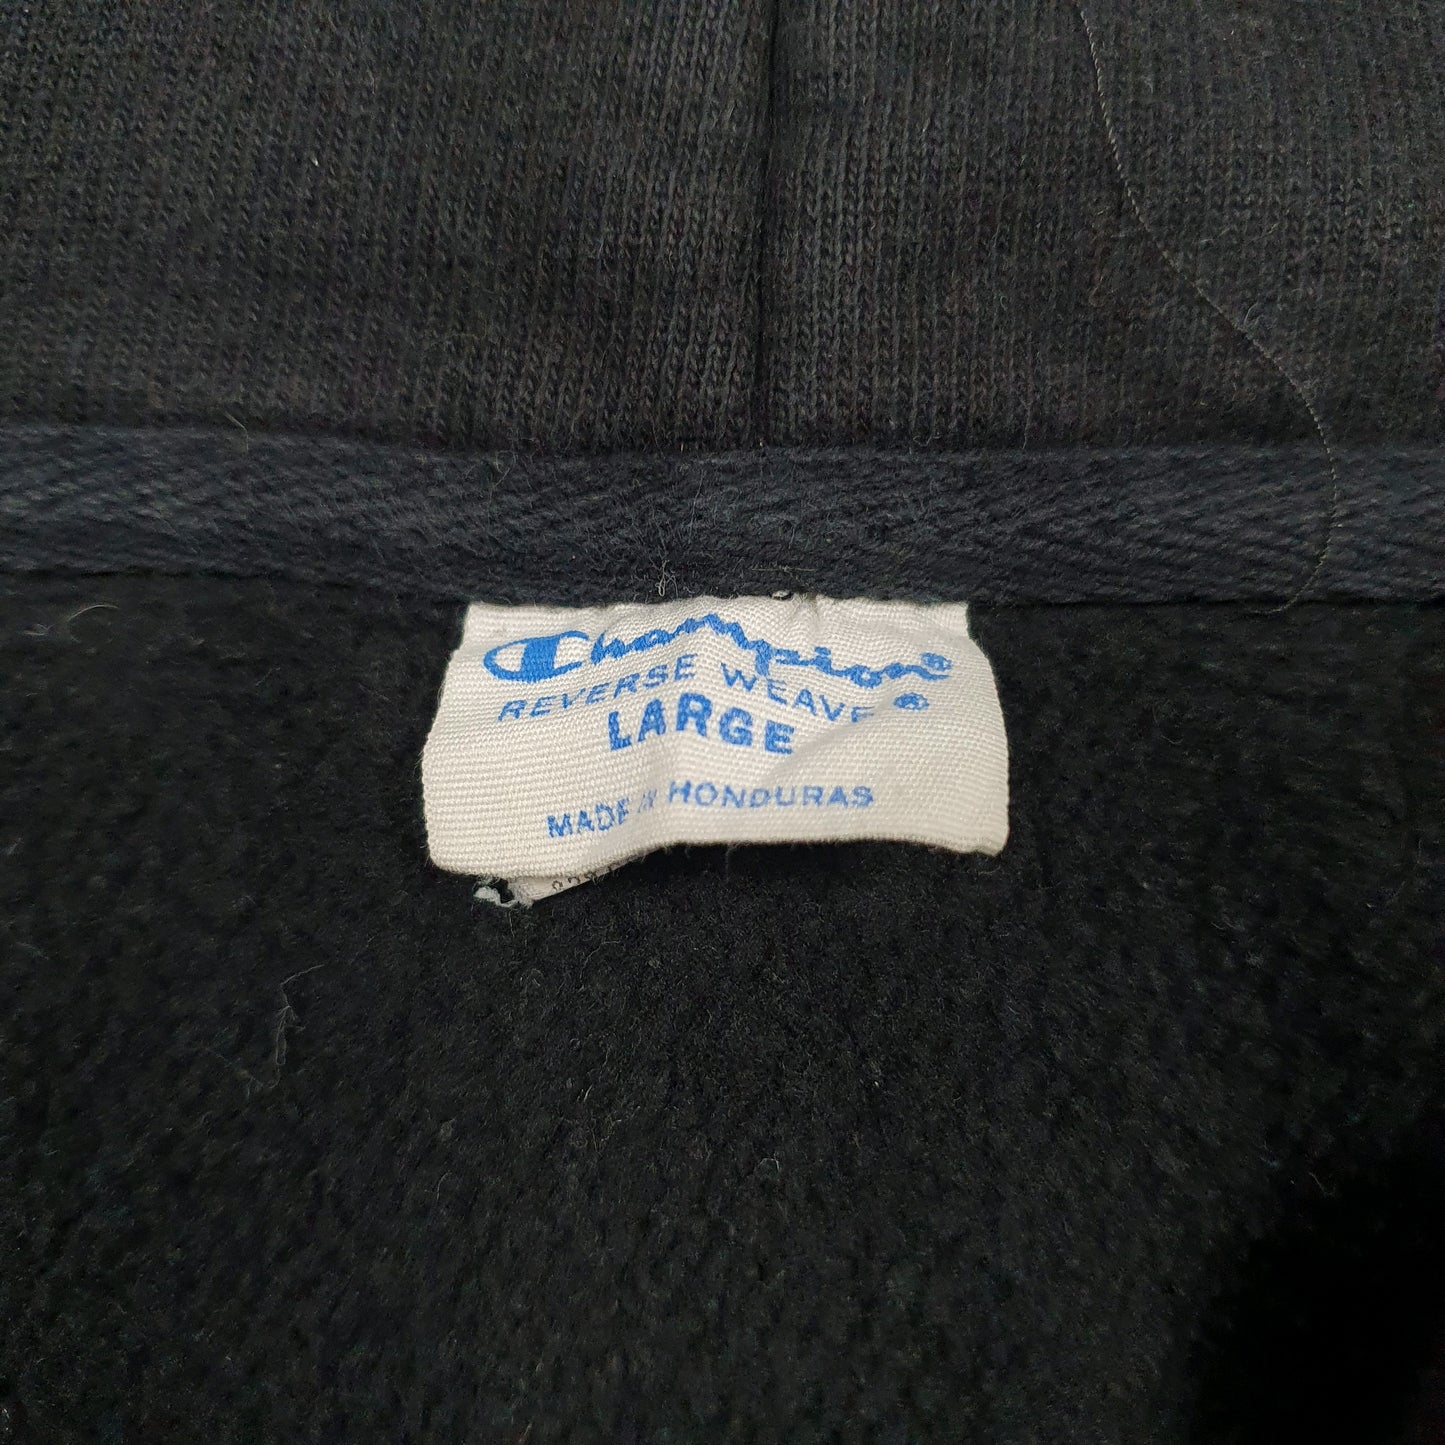 Champion®
REVERSE WEAVE ®
LARGE
MADE IN HONDURAS